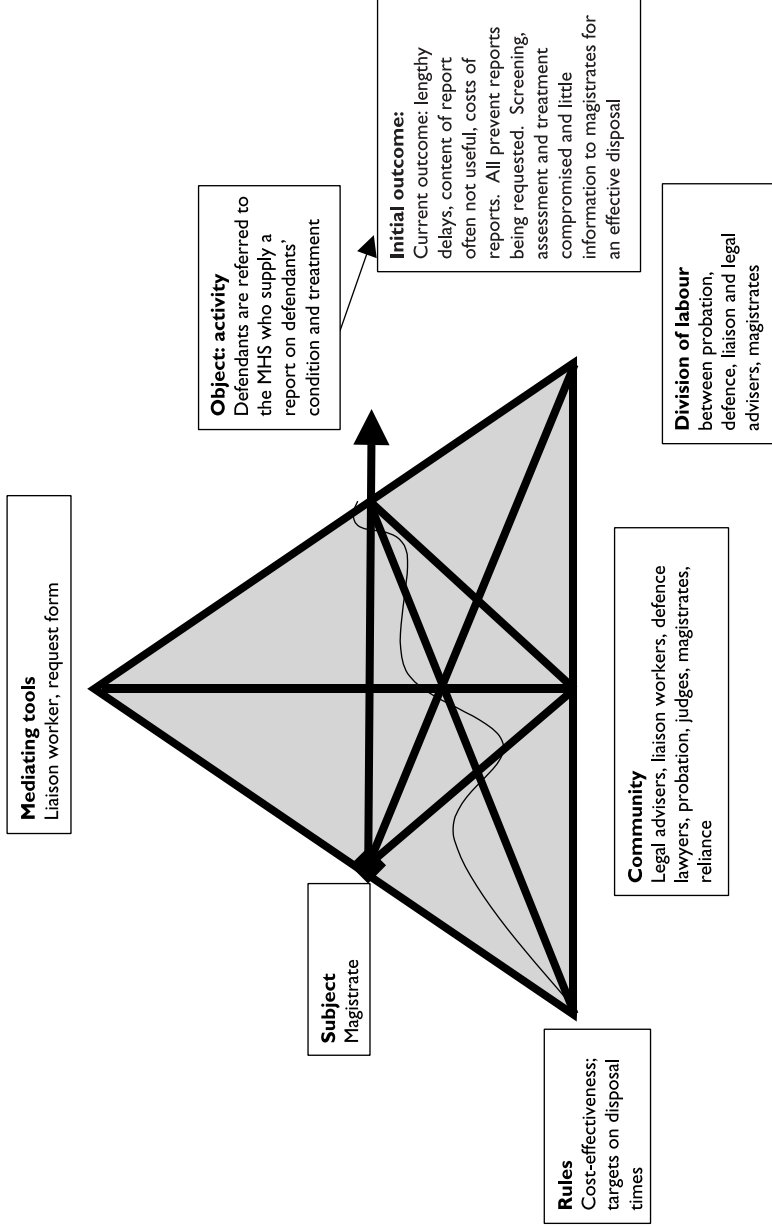 Mediating tools
Liaison worker, request form
Subject
Magistrate
Object: activity
Defendants are referred to
the MHS who supply a
report on defendants'
condition and treatment
Initial outcome:
Current outcome: lengthy
delays, content of report
often not useful, costs of
reports. All prevent reports
being requested. Screening,
assessment and treatment
compromised and little
information to magistrates for
an effective disposal
Rules
Cost-effectiveness;
targets on disposal
times
Community
Legal advisers, liaison workers, defence
lawyers, probation, judges, magistrates,
reliance
Division of labour
between probation,
defence, liaison and legal
advisers, magistrates